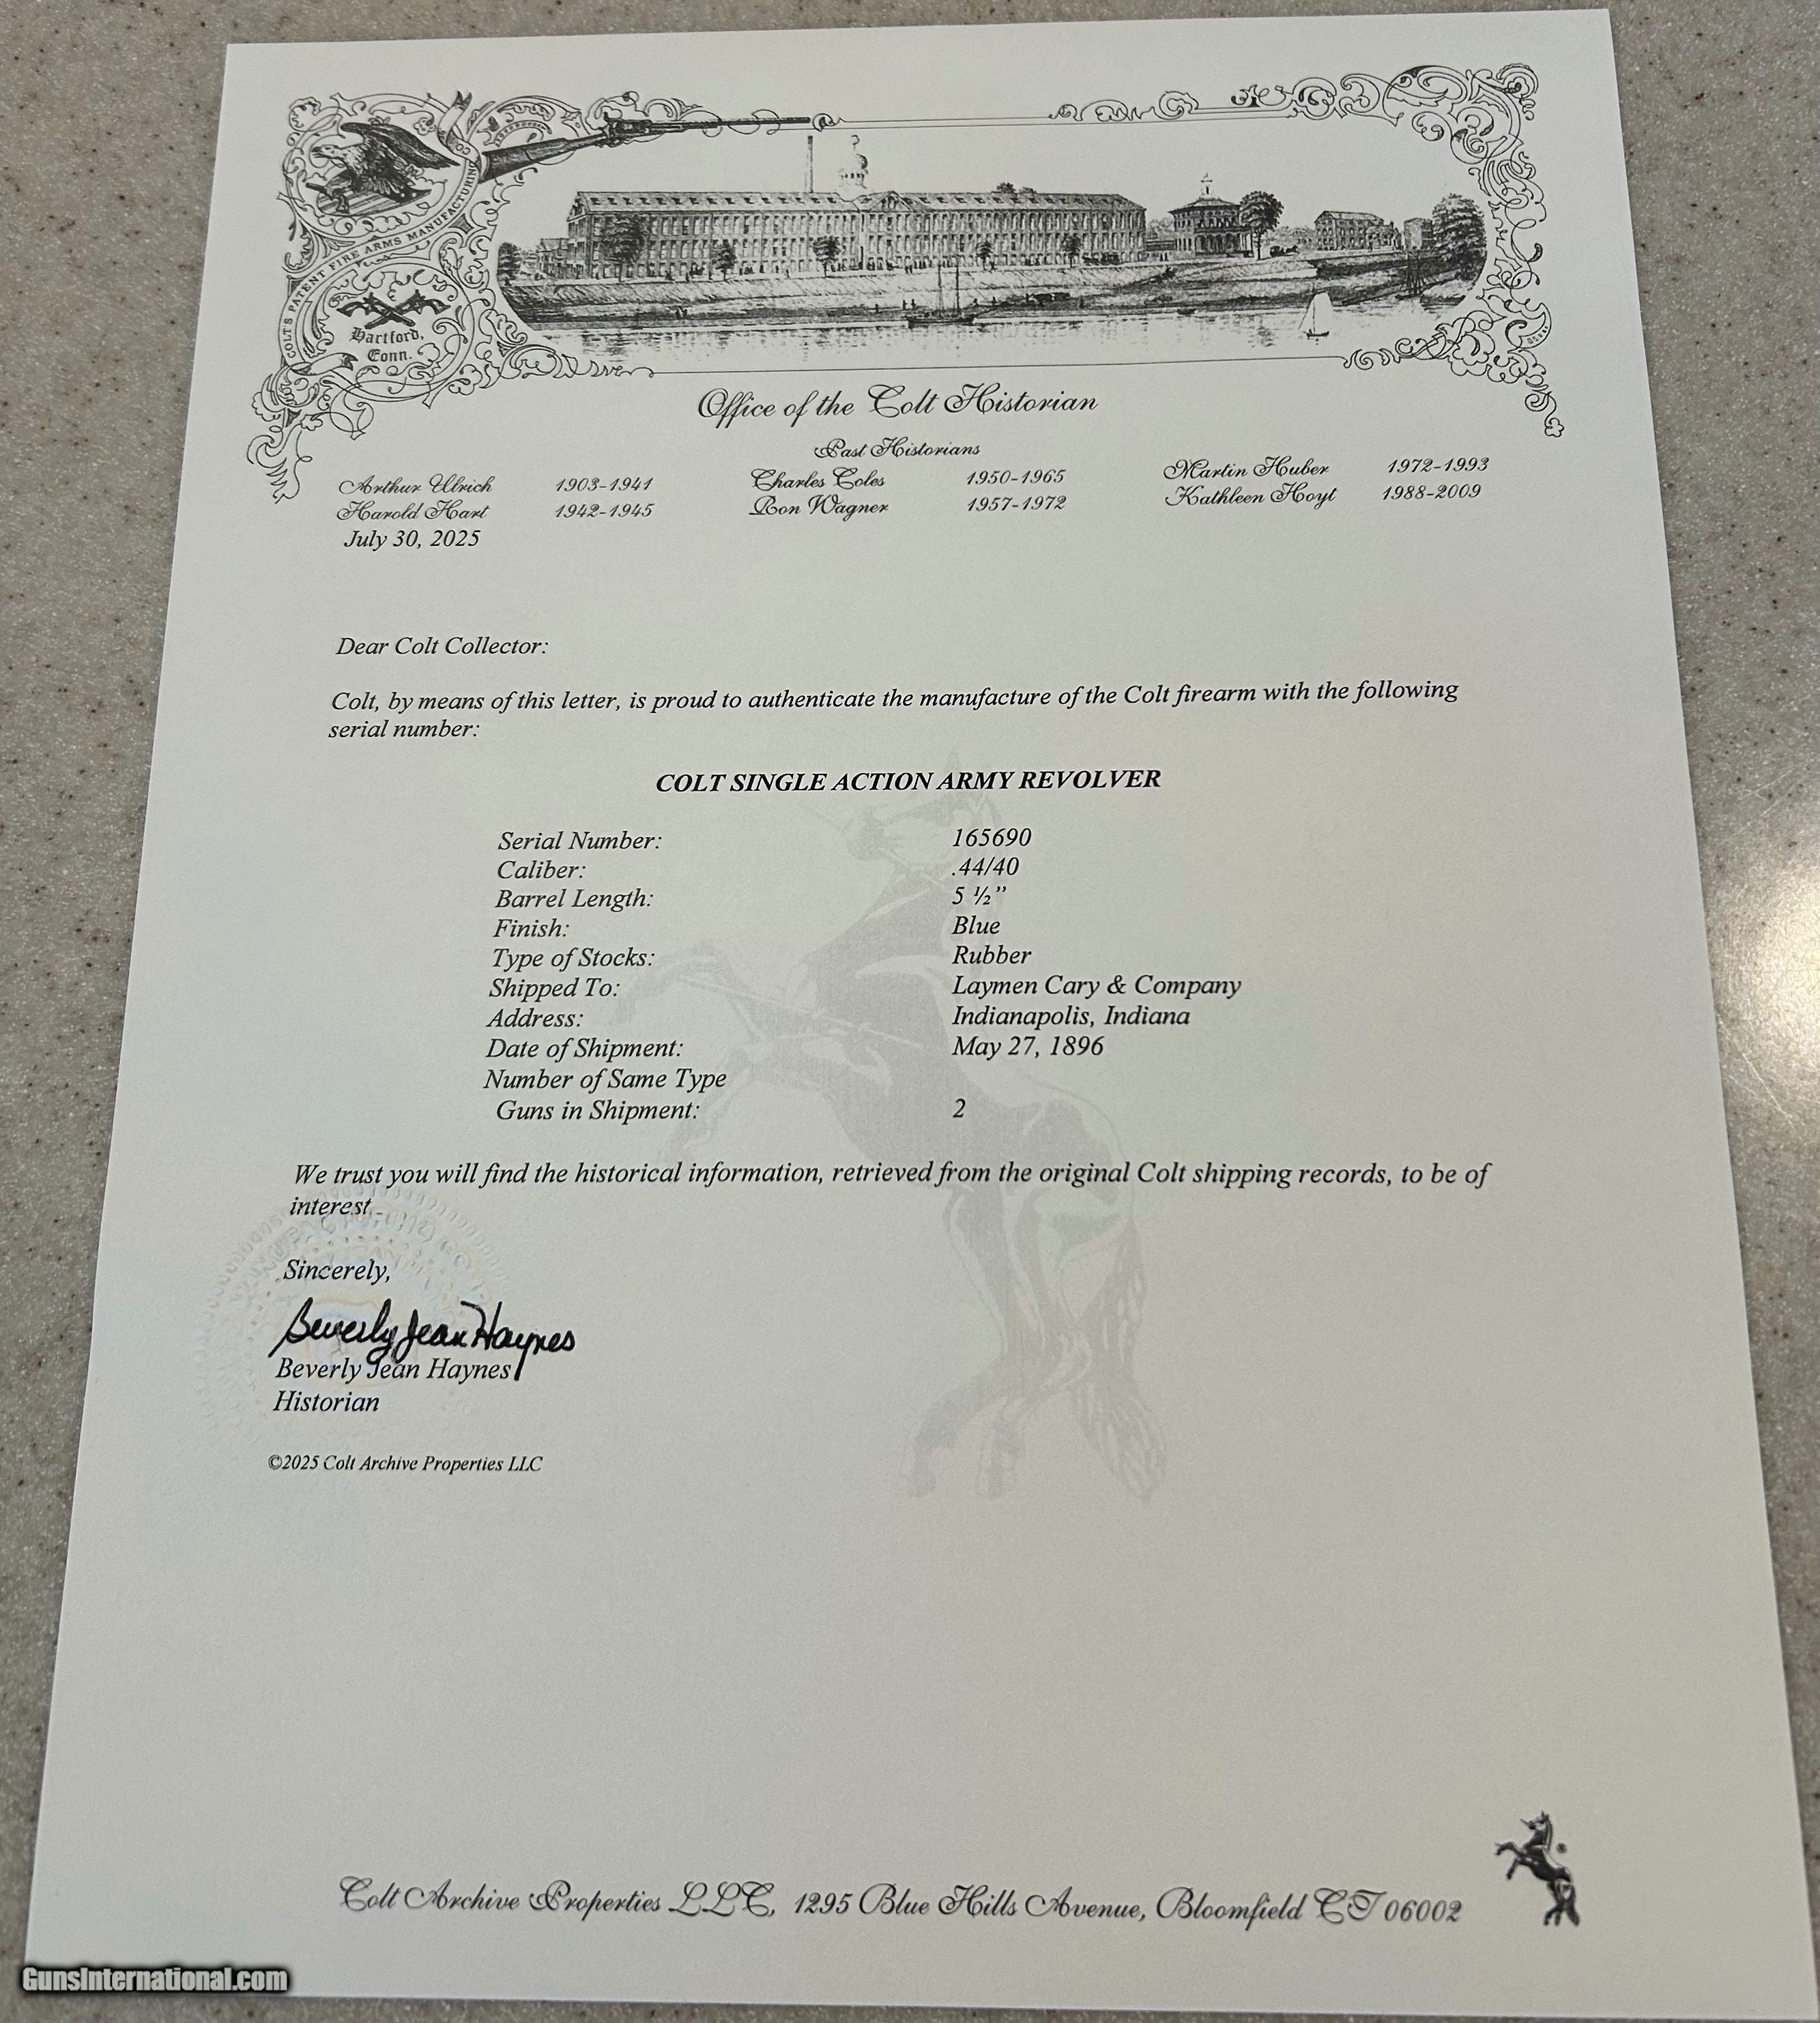 COLT'S PATENT FIRE ARMS MANUFACTURING
Hartford,
Conn.
Office of the Colt Historian
Past Historians
Arthur Ulrich 1903-1941 Charles Coles 1950-1965 Martin Huber 1972-1993
Harold Hart 1942-1945 Ron Wagner 1957-1972 Kathleen Hoyt 1988-2009
July 30, 2025
Dear Colt Collector:
Colt, by means of this letter, is proud to authenticate the manufacture of the Colt firearm with the following
serial number:
COLT SINGLE ACTION ARMY REVOLVER
Serial Number: 165690
Caliber: .44/40
Barrel Length: 5 ½”
Finish: Blue
Type of Stocks: Rubber
Shipped To: Laymen Cary & Company
Address: Indianapolis, Indiana
Date of Shipment: May 27, 1896
Number of Same Type
Guns in Shipment: 2
We trust you will find the historical information, retrieved from the original Colt shipping records, to be of
interest.
Sincerely,
Beverly Jean Haynes
Beverly Jean Haynes
Historian
©2025 Colt Archive Properties LLC
Colt Archive Properties LLC, 1295 Blue Hills Avenue, Bloomfield CT 06002
GunsInternational.com